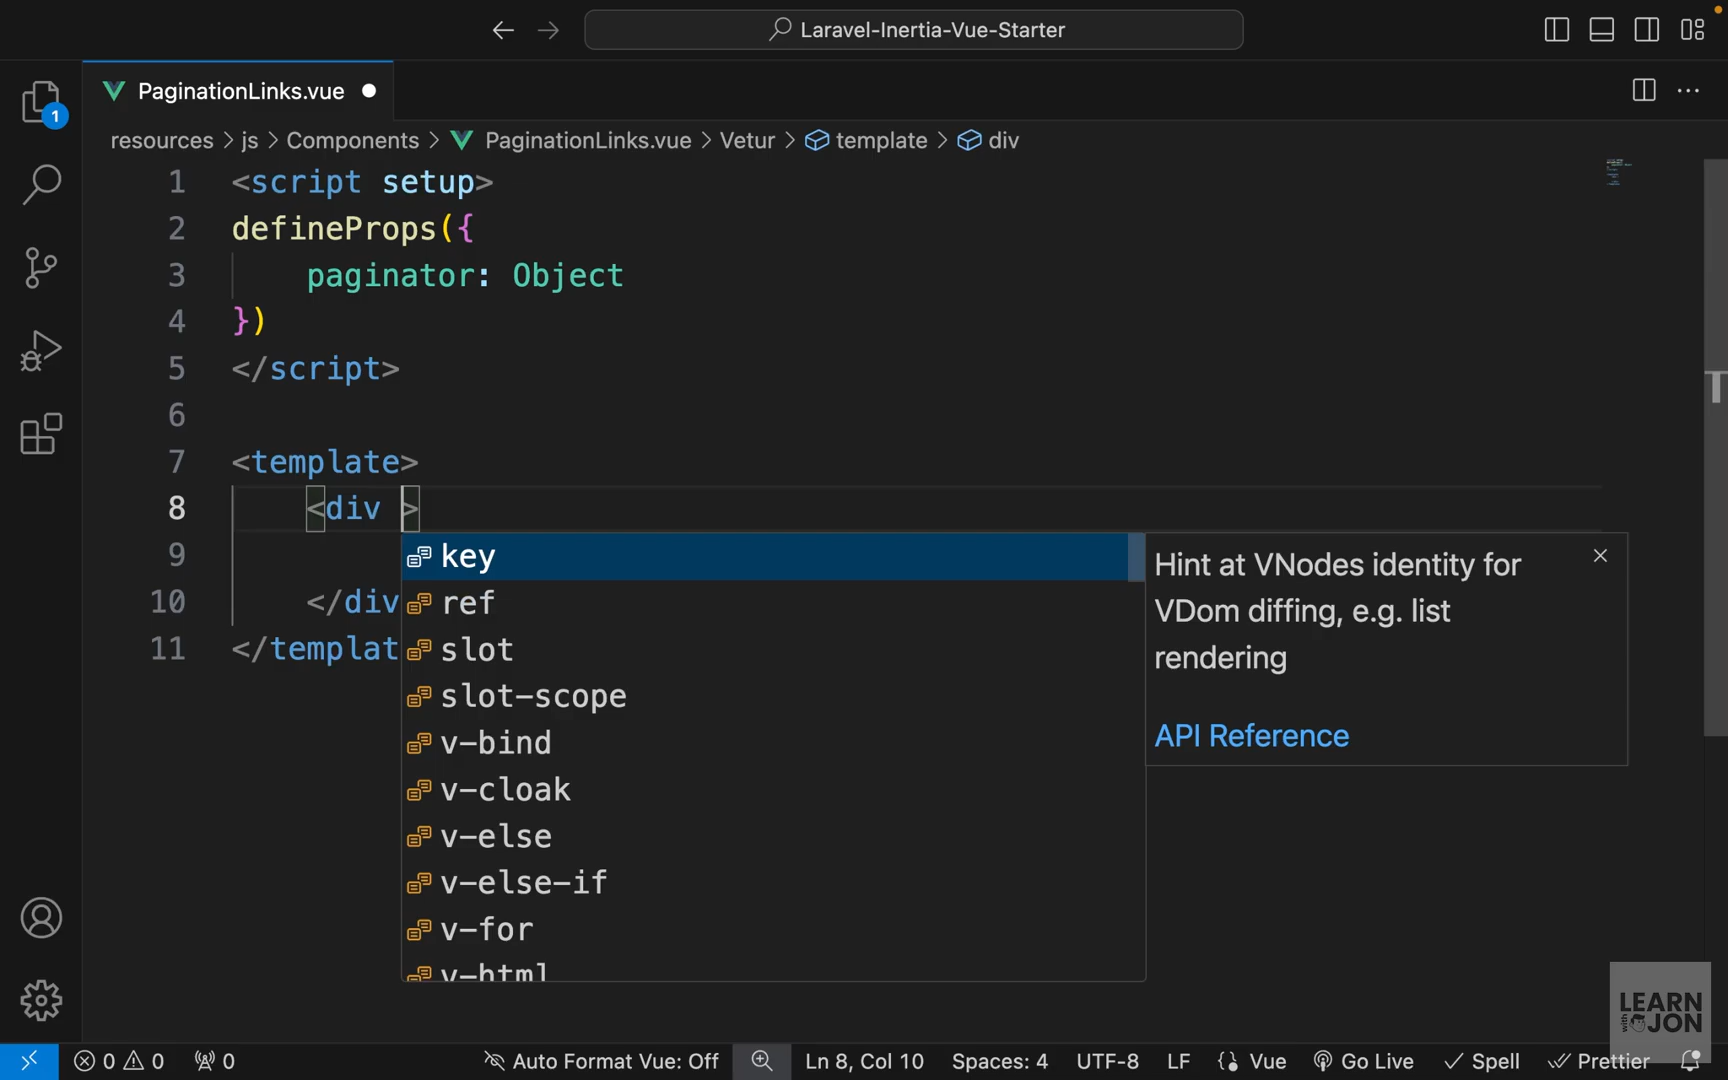 Laravel-Inertia-Vue-Starter
PaginationLinks.vue
1
resources > js > Components > PaginationLinks.vue > Vetur > template > div
1 <script setup>
2 defineProps({
3 paginator: Object
4 })
5 </script>
6
7 <template>
8 <div >
9
10 </div
11 </templat
key
ref
slot
slot-scope
v-bind
v-cloak
v-else
v-else-if
v-for
v-html
Hint at VNodes identity for
VDom diffing, e.g. list
rendering
API Reference
LEARN
with JON
0 0 0 Auto Format Vue: Off Ln 8, Col 10 Spaces: 4 UTF-8 LF Vue Go Live Spell Prettier